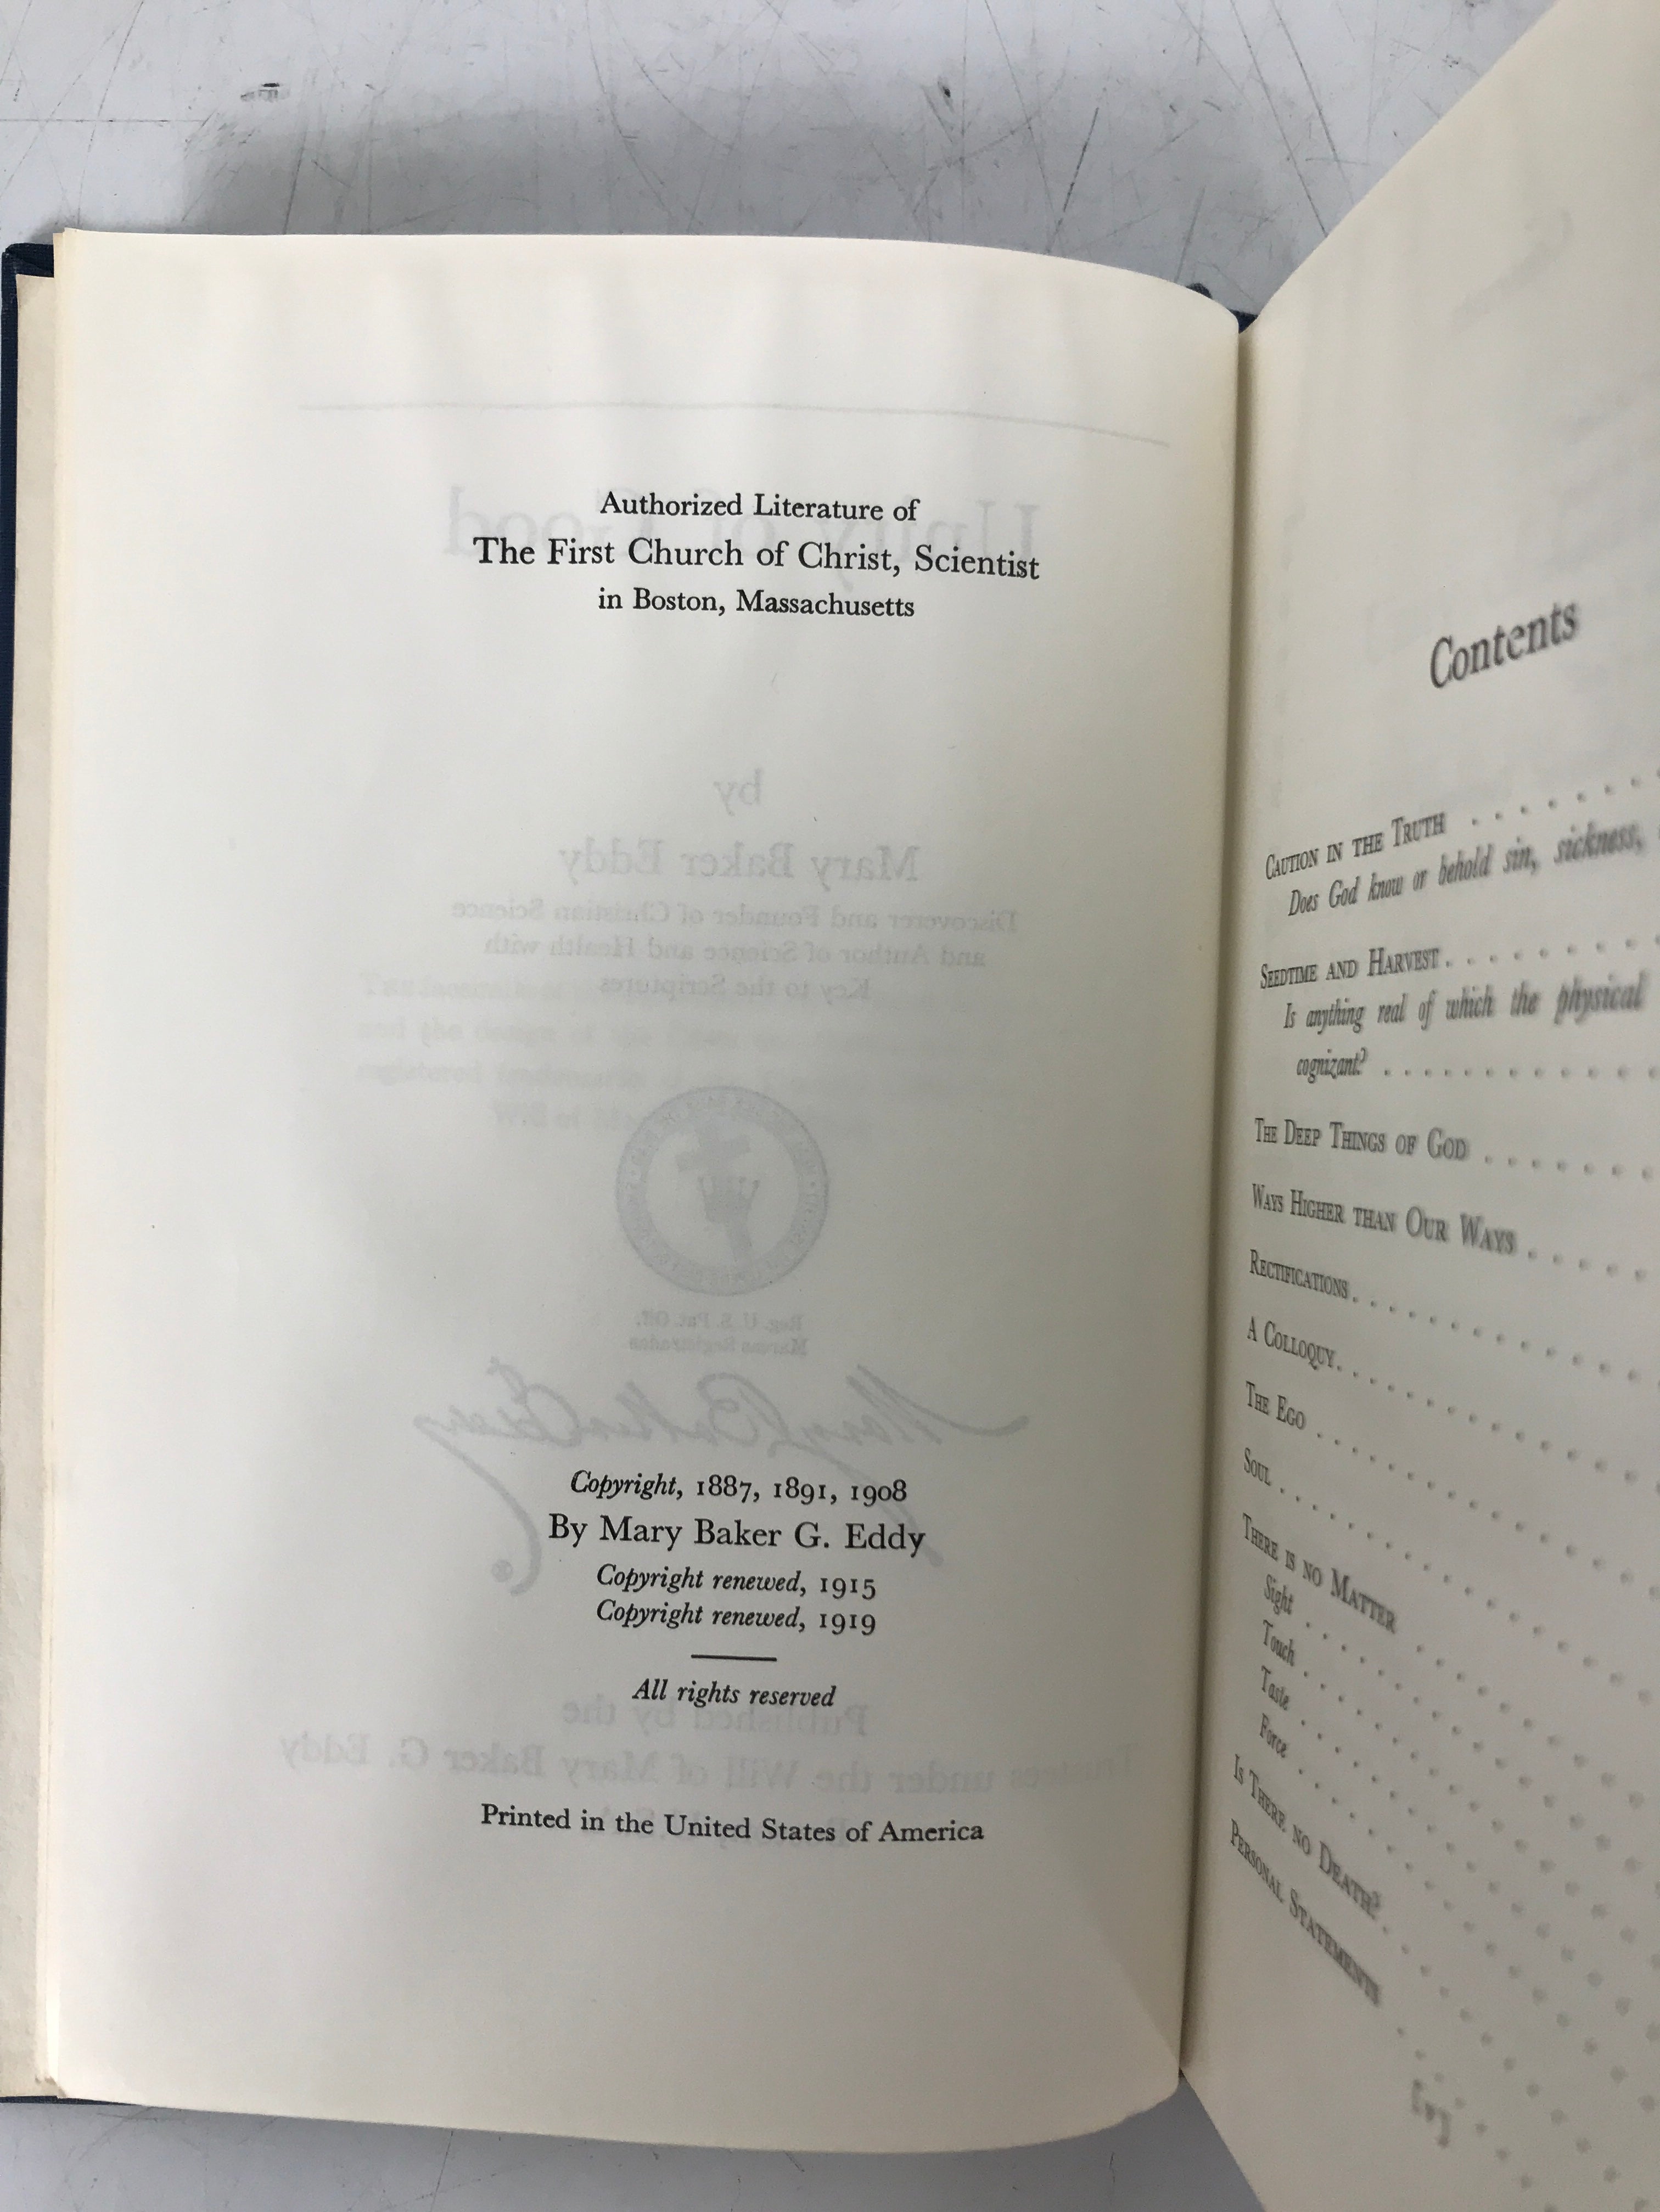 Authorized Literature of
The First Church of Christ, Scientist
in Boston, Massachusetts
Copyright, 1887, 1891, 1908
By Mary Baker G. Eddy
Copyright renewed, 1915
Copyright renewed, 1919
All rights reserved
Printed in the United States of America
Contents
CAUTION IN THE TRUTH . . . . . . .
Does God know or behold sin, sickness,
SEEDTIME AND HARVEST . . . . . . . .
Is anything real of which the physical
cognizant? . . . . . . . . . . . .
THE DEEP THINGS OF GOD . . . . . .
WAYS HIGHER THAN OUR WAYS . . . . .
RECTIFICATIONS . . . . . . . . . . . .
A COLLOQUY . . . . . . . . . . . .
THE EGO . . . . . . . . . . . .
SOUL . . . . . . . . . . . .
THERE IS NO MATTER . . . . . . . .
Sight . . . . . . . . . .
Touch . . . . . . . . . .
Taste . . . . . . . . . .
Force . . . . . . . . . .
IS THERE NO DEATH? . . . . . . .
PERSONAL STATEMENTS . . . . . .